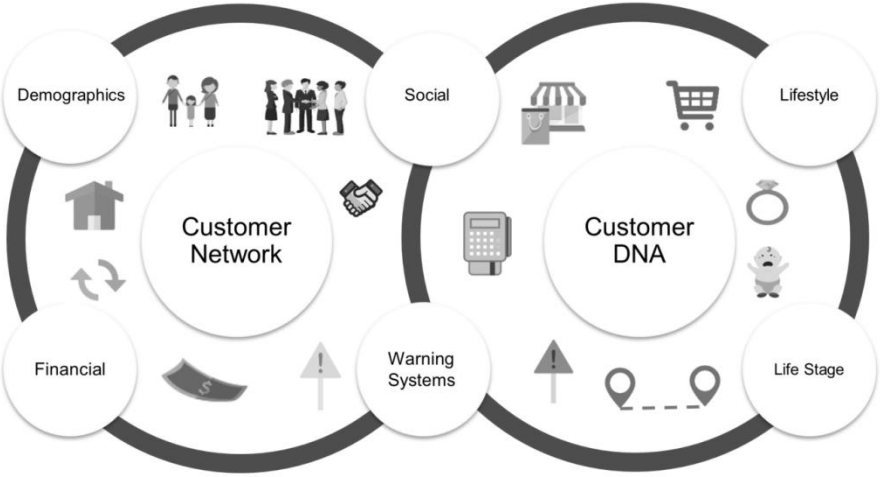 Demographics
Social
Lifestyle
Customer
Network
Customer
DNA
Financial
Warning
Systems
Life Stage
$
!
!